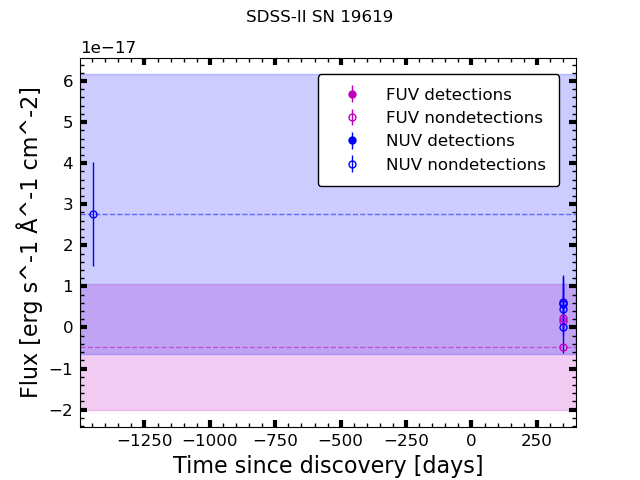 SDSS-II SN 19619
1e−17
FUV detections
FUV nondetections
NUV detections
NUV nondetections
6
5
4
3
2
1
0
−1
−2
Flux [erg s^-1 Å^-1 cm^-2]
−1250 −1000 −750 −500 −250 0 250
Time since discovery [days]